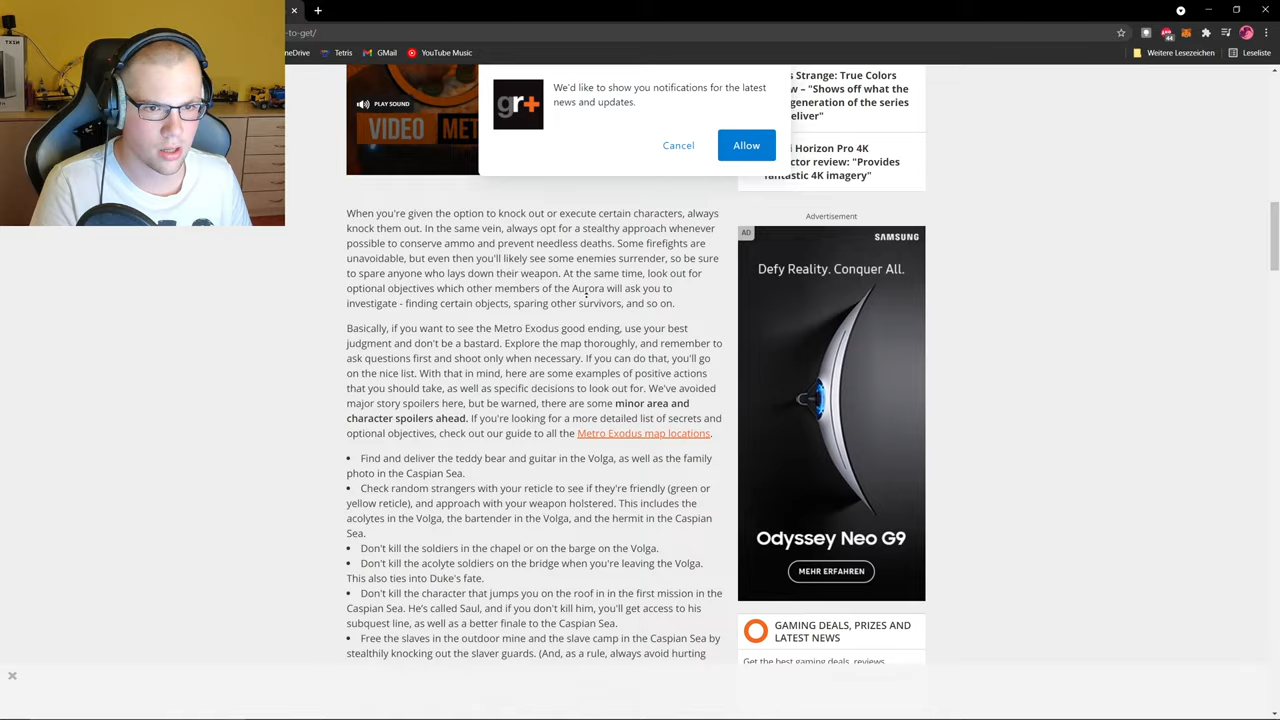 -to-get/
neDrive
Tetris
GMail
YouTube Music
Weitere Lesezeichen
Leseliste
PLAY SOUND
VIDEO
gr+
We'd like to show you notifications for the latest
news and updates.
Cancel
Allow
s Strange: True Colors
w – "Shows off what the
generation of the series
eliver"
l Horizon Pro 4K
ctor review: "Provides
fantastic 4K imagery"
When you're given the option to knock out or execute certain characters, always
knock them out. In the same vein, always opt for a stealthy approach whenever
possible to conserve ammo and prevent needless deaths. Some firefights are
unavoidable, but even then you'll likely see some enemies surrender, so be sure
to spare anyone who lays down their weapon. At the same time, look out for
optional objectives which other members of the Aurora will ask you to
investigate - finding certain objects, sparing other survivors, and so on.
Basically, if you want to see the Metro Exodus good ending, use your best
judgment and don't be a bastard. Explore the map thoroughly, and remember to
ask questions first and shoot only when necessary. If you can do that, you'll go
on the nice list. With that in mind, here are some examples of positive actions
that you should take, as well as specific decisions to look out for. We've avoided
major story spoilers here, but be warned, there are some minor area and
character spoilers ahead. If you're looking for a more detailed list of secrets and
optional objectives, check out our guide to all the Metro Exodus map locations.
• Find and deliver the teddy bear and guitar in the Volga, as well as the family
photo in the Caspian Sea.
• Check random strangers with your reticle to see if they're friendly (green or
yellow reticle), and approach with your weapon holstered. This includes the
acolytes in the Volga, the bartender in the Volga, and the hermit in the Caspian
Sea.
• Don't kill the soldiers in the chapel or on the barge on the Volga.
• Don't kill the acolyte soldiers on the bridge when you're leaving the Volga.
This also ties into Duke's fate.
• Don't kill the character that jumps you on the roof in in the first mission in the
Caspian Sea. He's called Saul, and if you don't kill him, you'll get access to his
subquest line, as well as a better finale to the Caspian Sea.
• Free the slaves in the outdoor mine and the slave camp in the Caspian Sea by
stealthily knocking out the slaver guards. (And, as a rule, always avoid hurting
Advertisement
AD
SAMSUNG
Defy Reality. Conquer All.
Odyssey Neo G9
MEHR ERFAHREN
GAMING DEALS, PRIZES AND
LATEST NEWS
Get the best gaming deals, reviews,